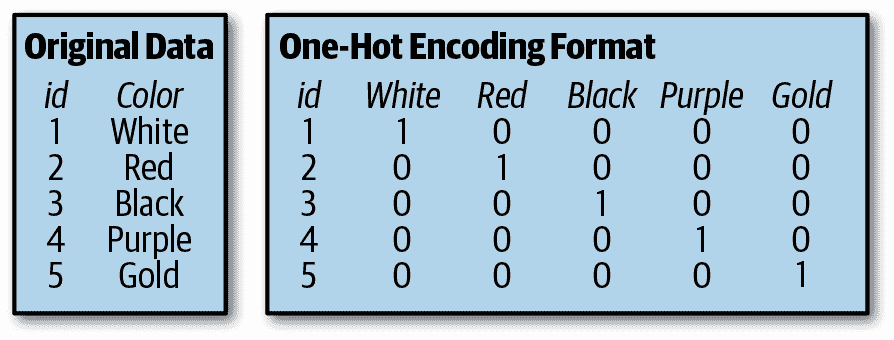 Original Data
id Color
1 White
2 Red
3 Black
4 Purple
5 Gold
One-Hot Encoding Format
id White Red Black Purple Gold
1 1 0 0 0 0
2 0 1 0 0 0
3 0 0 1 0 0
4 0 0 0 1 0
5 0 0 0 0 1